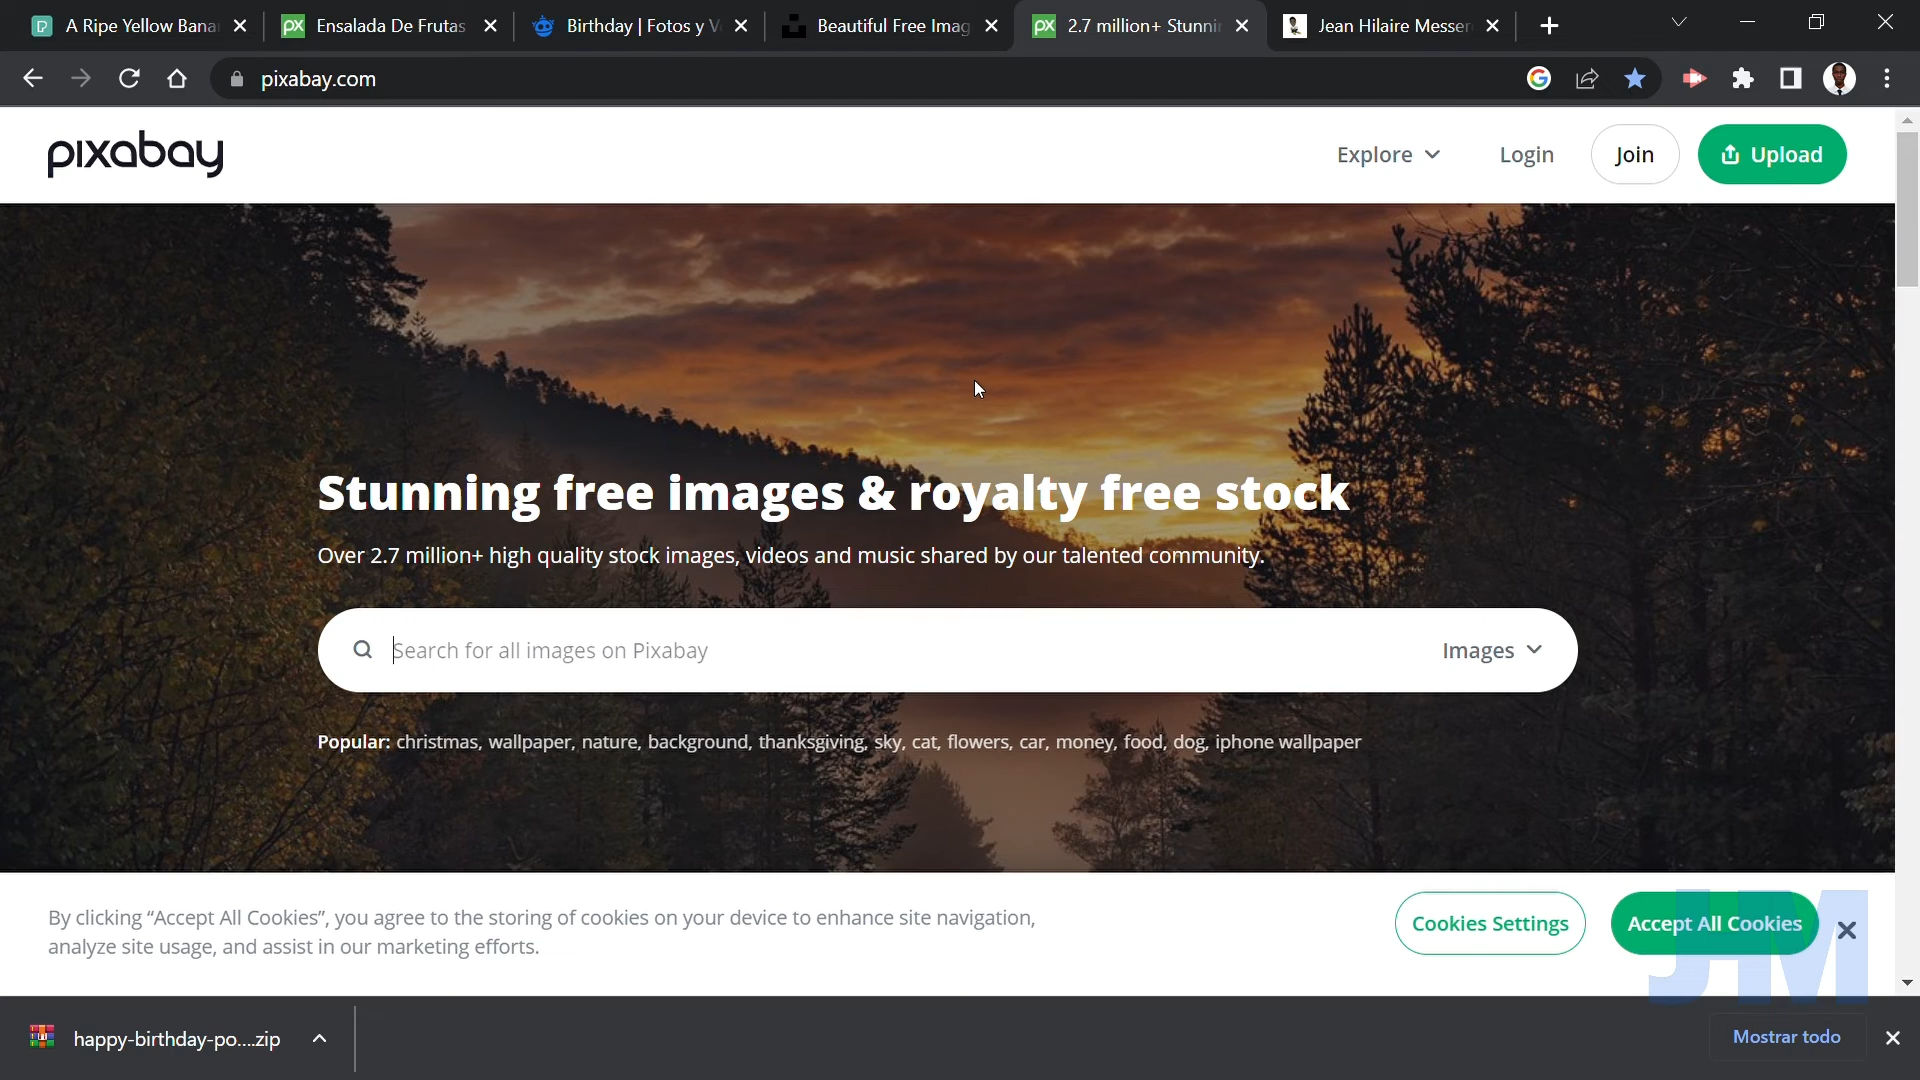 A Ripe Yellow Bana
Ensalada De Frutas
Birthday | Fotos y V
Beautiful Free Imag
2.7 million+ Stunnin
Jean Hilaire Messer
pixabay.com
pixabay
Explore
Login
Join
Upload
Stunning free images & royalty free stock
Over 2.7 million+ high quality stock images, videos and music shared by our talented community.
Search for all images on Pixabay
Images
Popular: christmas, wallpaper, nature, background, thanksgiving, sky, cat, flowers, car, money, food, dog, iphone wallpaper
By clicking “Accept All Cookies”, you agree to the storing of cookies on your device to enhance site navigation,
analyze site usage, and assist in our marketing efforts.
Cookies Settings
Accept All Cookies
JHM
happy-birthday-po....zip
Mostrar todo